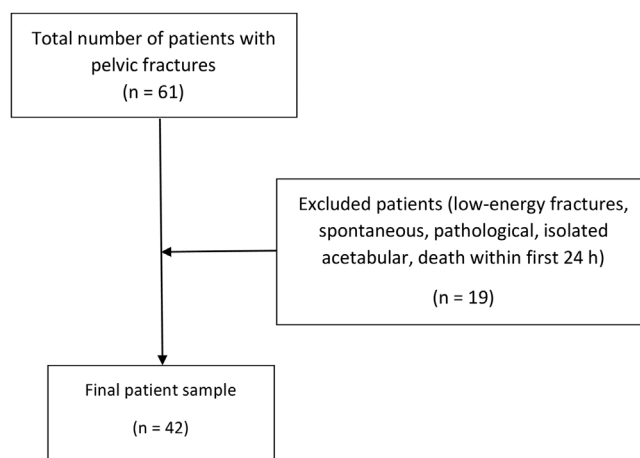 Total number of patients with
pelvic fractures
(n = 61)
Excluded patients (low-energy fractures,
spontaneous, pathological, isolated
acetabular, death within first 24 h)
(n = 19)
Final patient sample
(n = 42)